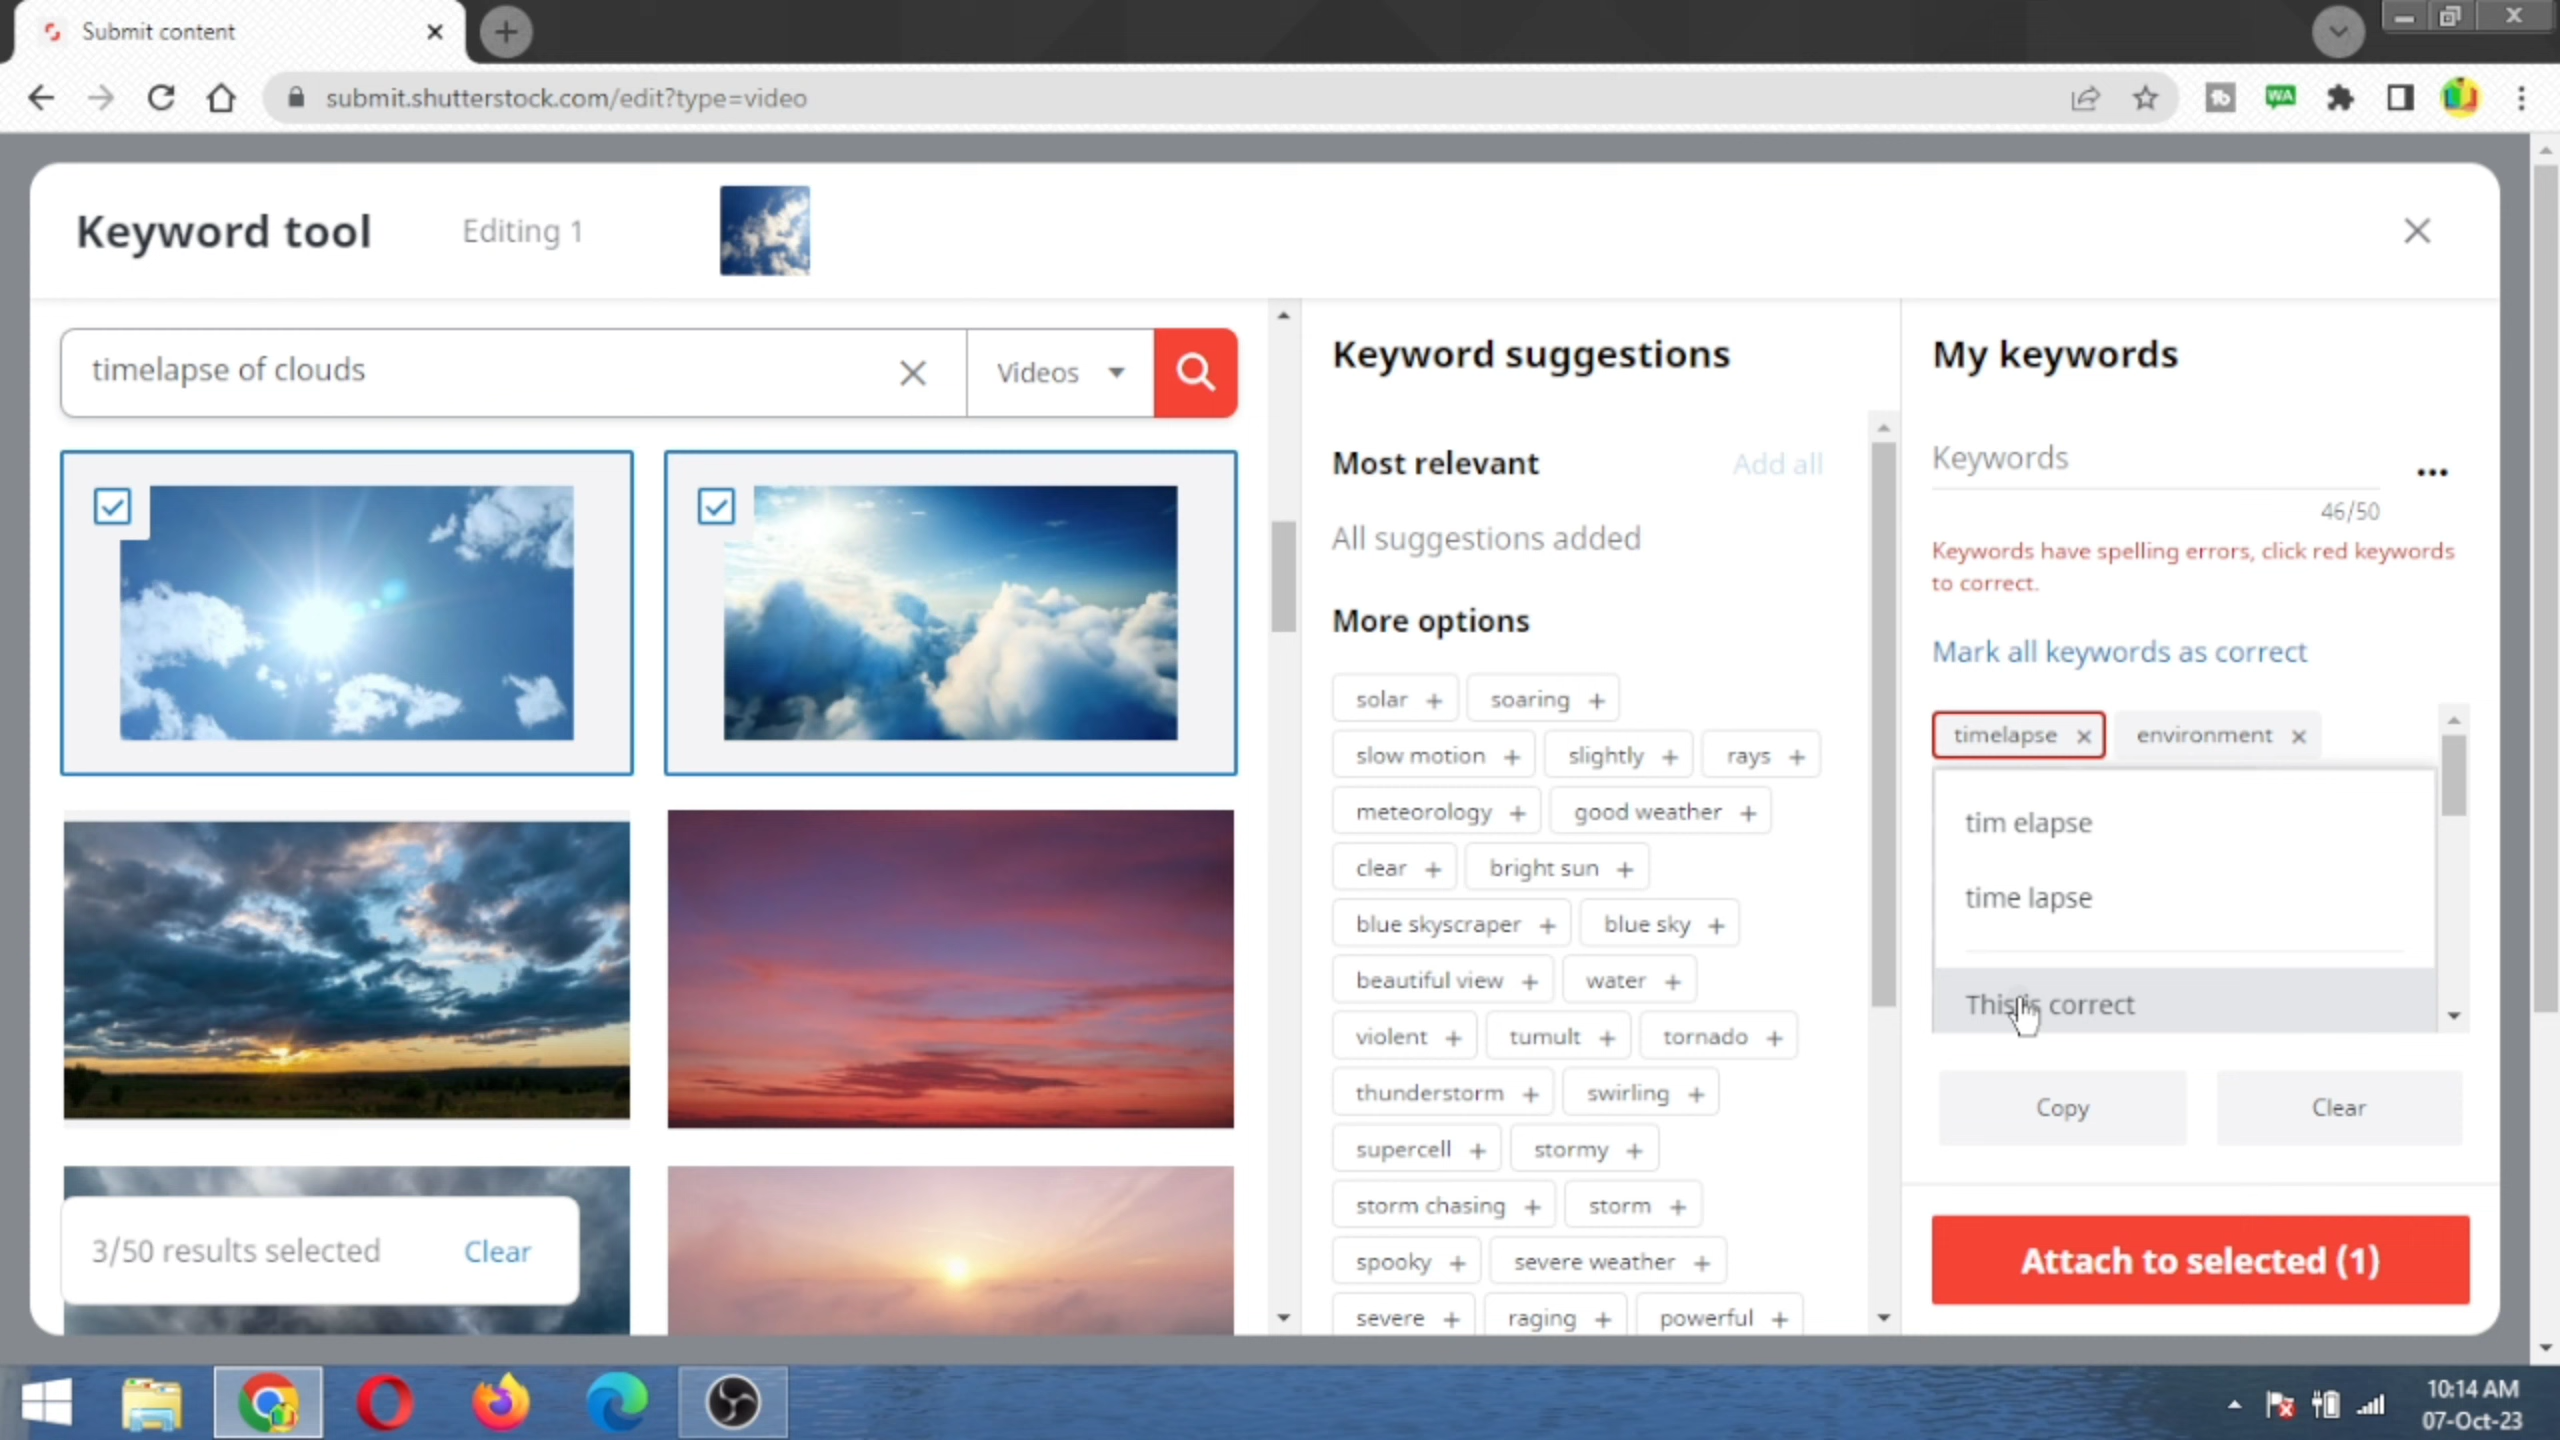 Submit content
submit.shutterstock.com/edit?type=video
WA
Keyword tool
Editing 1
timelapse of clouds
Videos
3/50 results selected
Clear
Keyword suggestions
Most relevant
Add all
All suggestions added
More options
solar + soaring +
slow motion + slightly + rays +
meteorology + good weather +
clear + bright sun +
blue skyscraper + blue sky +
beautiful view + water +
violent + tumult + tornado +
thunderstorm + swirling +
supercell + stormy +
storm chasing + storm +
spooky + severe weather +
severe + raging + powerful +
My keywords
Keywords
46/50
Keywords have spelling errors, click red keywords
to correct.
Mark all keywords as correct
timelapse × environment ×
tim elapse
time lapse
This is correct
Copy
Clear
Attach to selected (1)
10:14 AM
07-Oct-23